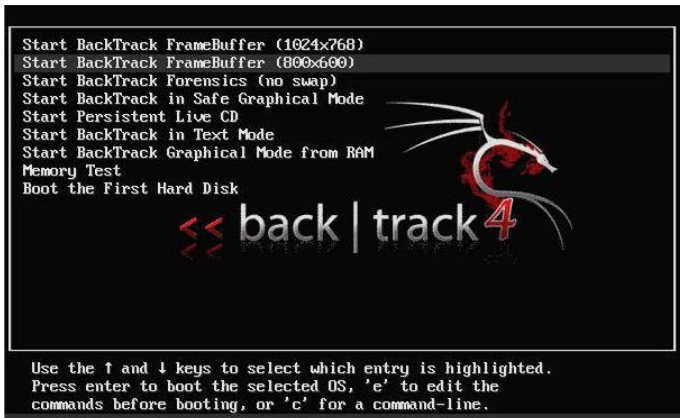 Start BackTrack FrameBuffer (1024x768)
Start BackTrack FrameBuffer (800x600)
Start BackTrack Forensics (no swap)
Start BackTrack in Safe Graphical Mode
Start Persistent Live CD
Start BackTrack in Text Mode
Start BackTrack Graphical Mode from RAM
Memory Test
Boot the First Hard Disk
<< back | track 4
Use the ↑ and ↓ keys to select which entry is highlighted.
Press enter to boot the selected OS, 'e' to edit the
commands before booting, or 'c' for a command-line.